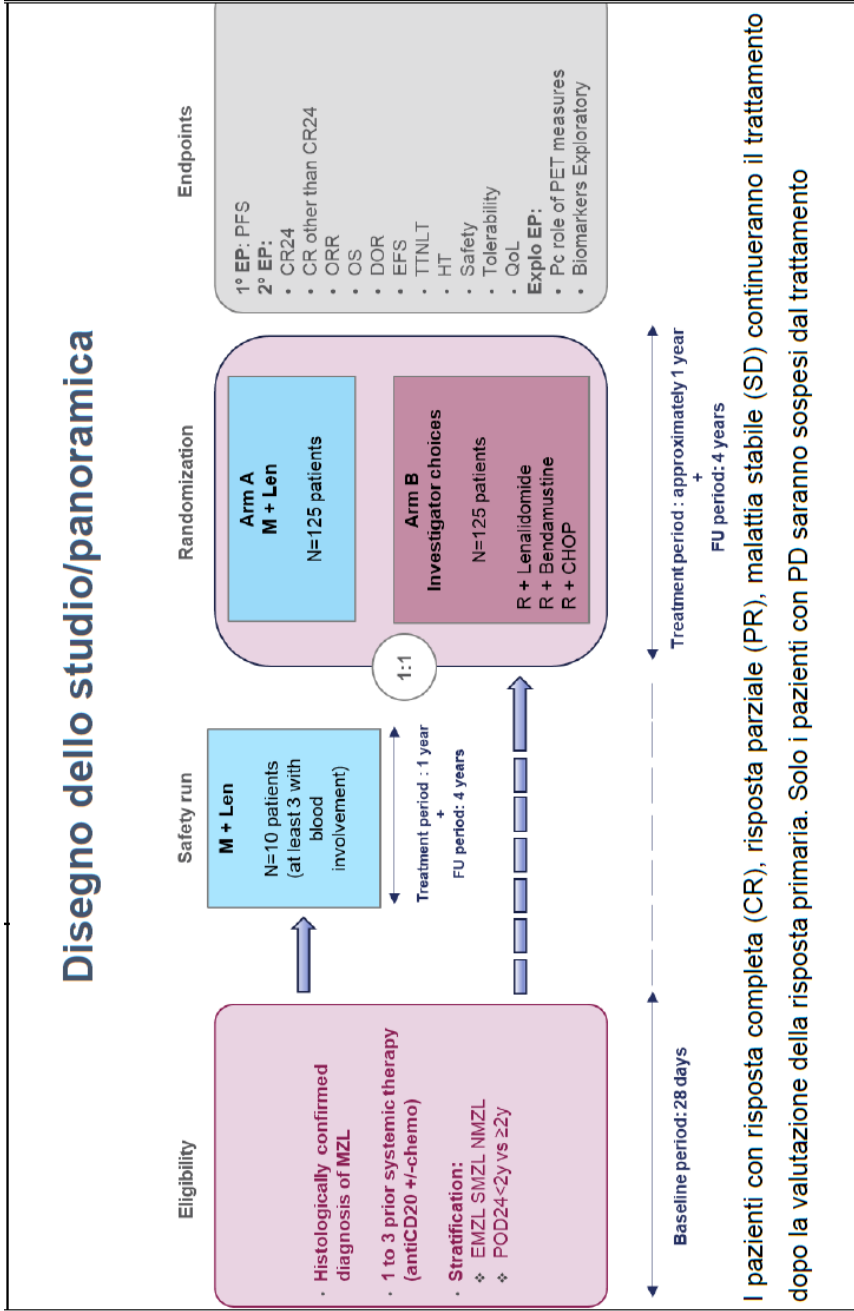 Disegno dello studio/panoramica
Eligibility
· Histologically confirmed
diagnosis of MZL
· 1 to 3 prior systemic therapy
(antiCD20 +/-chemo)
· Stratification:
❖ EMZL SMZL NMZL
❖ POD24<2y vs ≥2y
Baseline period: 28 days
Safety run
M + Len
N=10 patients
(at least 3 with
blood
involvement)
Treatment period : 1 year
+
FU period: 4 years
Randomization
1:1
Arm A
M + Len
N=125 patients
Arm B
Investigator choices
N=125 patients
R + Lenalidomide
R + Bendamustine
R + CHOP
Treatment period : approximately 1 year
+
FU period: 4 years
Endpoints
1° EP: PFS
2° EP:
• CR24
• CR other than CR24
• ORR
• OS
• DOR
• EFS
• TTNLT
• HT
• Safety
• Tolerability
• QoL
Explo EP:
• Pc role of PET measures
• Biomarkers Exploratory
I pazienti con risposta completa (CR), risposta parziale (PR), malattia stabile (SD) continueranno il trattamento
dopo la valutazione della risposta primaria. Solo i pazienti con PD saranno sospesi dal trattamento